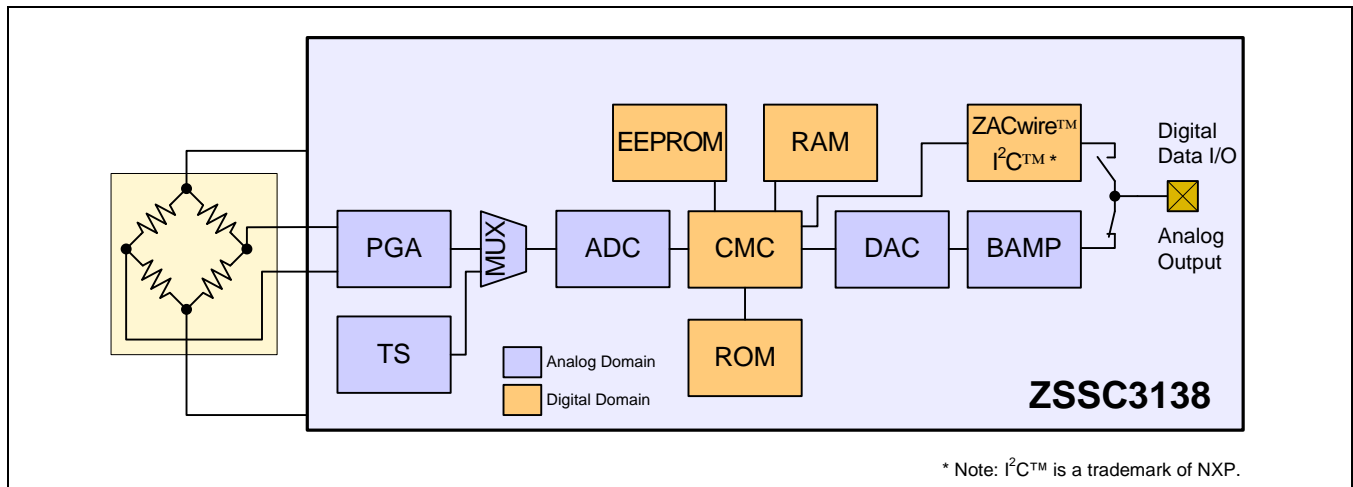 EEPROM
RAM
ZACwire™
I²C™ *
Digital
Data I/O
PGA
MUX
ADC
CMC
DAC
BAMP
Analog
Output
TS
ROM
Analog Domain
Digital Domain
ZSSC3138
* Note: I²C™ is a trademark of NXP.